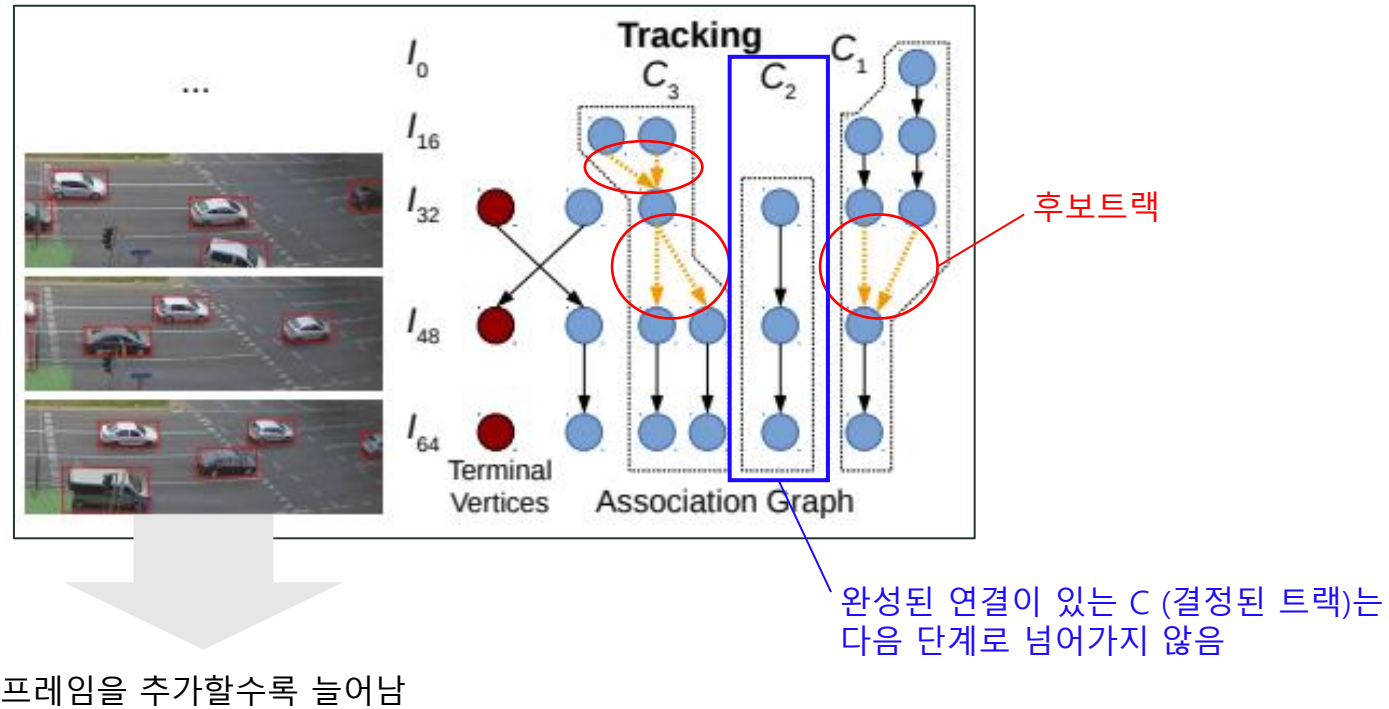 Tracking
I0
...
C3
C2
C1
I16
I32
후보트랙
I48
I64
Terminal
Vertices
Association Graph
완성된 연결이 있는 C (결정된 트랙)는
다음 단계로 넘어가지 않음
프레임을 추가할수록 늘어남